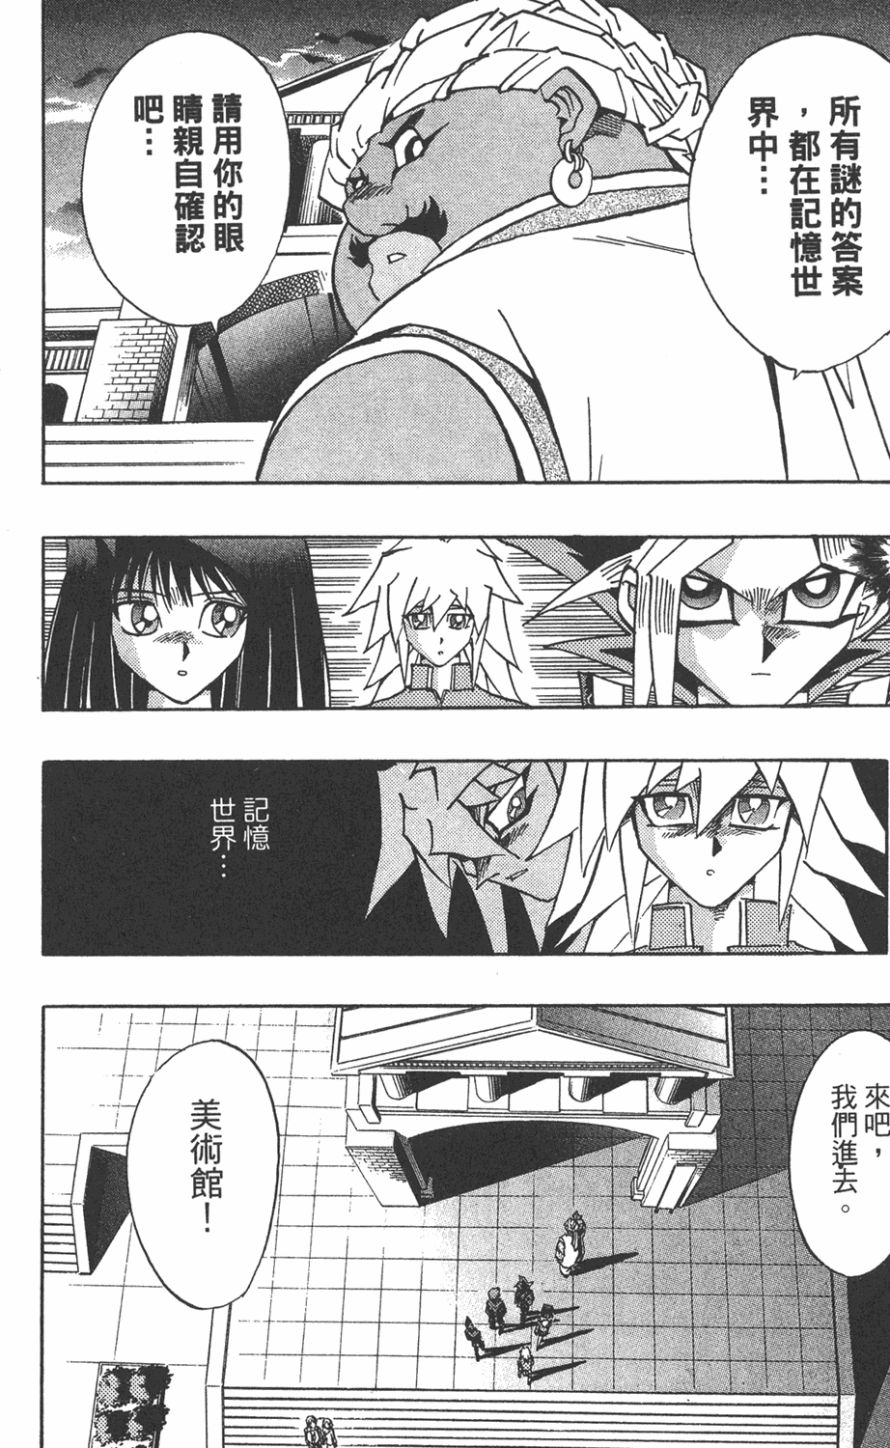 所有謎的答案
，都在記憶世
界中…
請用你的眼
睛親自確認
吧…
記憶
世界…
來吧，
我們進去。
美術館！